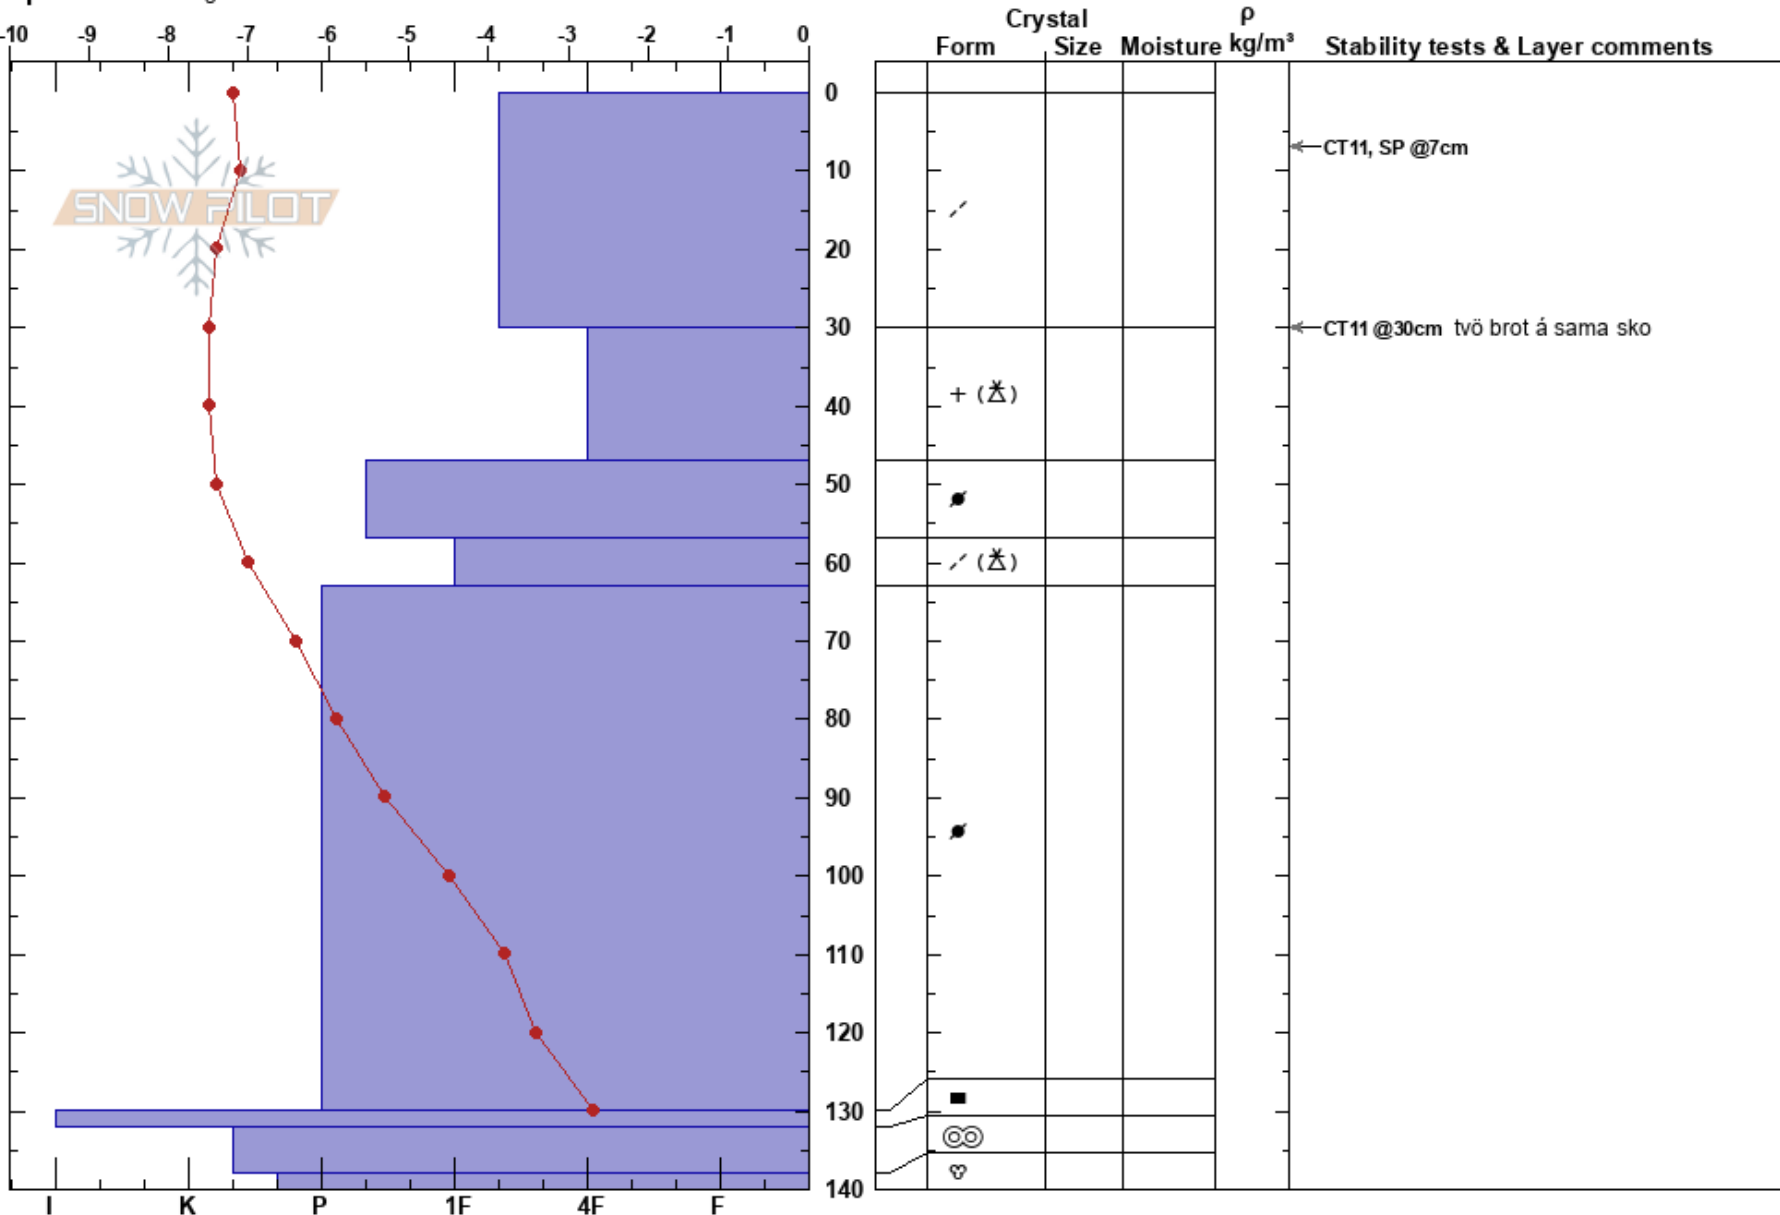 -10 -9 -8 -7 -6 -5 -4 -3 -2 -1 0
Crystal
ρ
Form Size Moisture kg/m³ Stability tests & Layer comments
0
10
20
30
40
50
60
70
80
90
100
110
120
130
140
SNOW PILOT
CT11, SP @7cm
CT11 @30cm tvö brot á sama sko
+ ( )
( )
I K P 1F 4F F